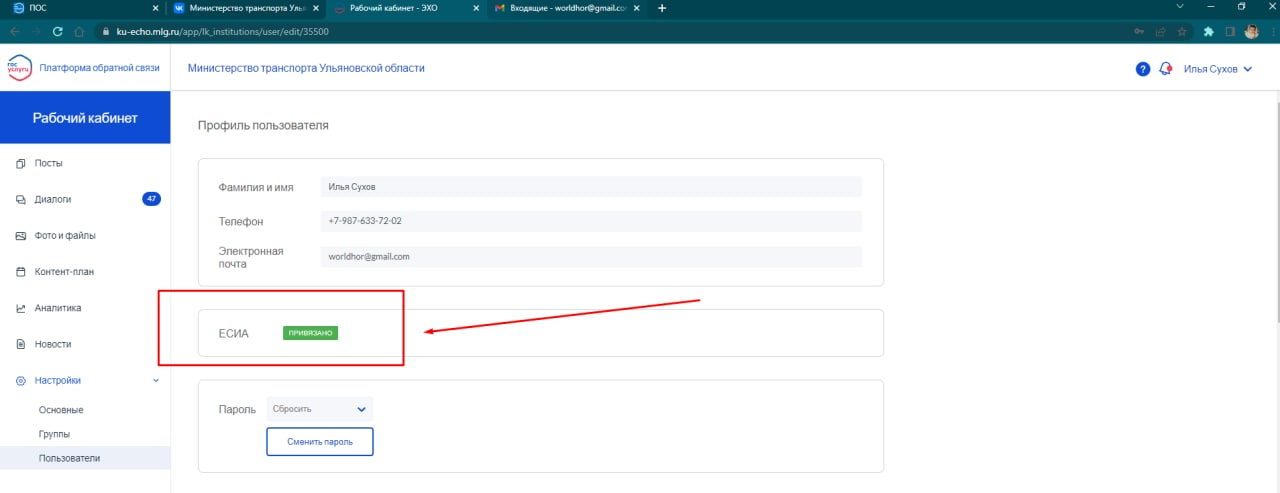 ПОС
Министерство транспорта Улья
Рабочий кабинет - ЭХО
Входящие - worldhor@gmail.co
ku-echo.mlg.ru/app/lk_institutions/user/edit/35500
гос услуги
Платформа обратной связи
Министерство транспорта Ульяновской области
?
Илья Сухов
Рабочий кабинет
Профиль пользователя
Посты
Диалоги
47
Фото и файлы
Контент-план
Аналитика
Новости
Настройки
Основные
Группы
Пользователи
Фамилия и имя
Илья Сухов
Телефон
+7-987-633-72-02
Электронная
почта
worldhor@gmail.com
ЕСИА
ПРИВЯЗАНО
Пароль
Сбросить
Сменить пароль